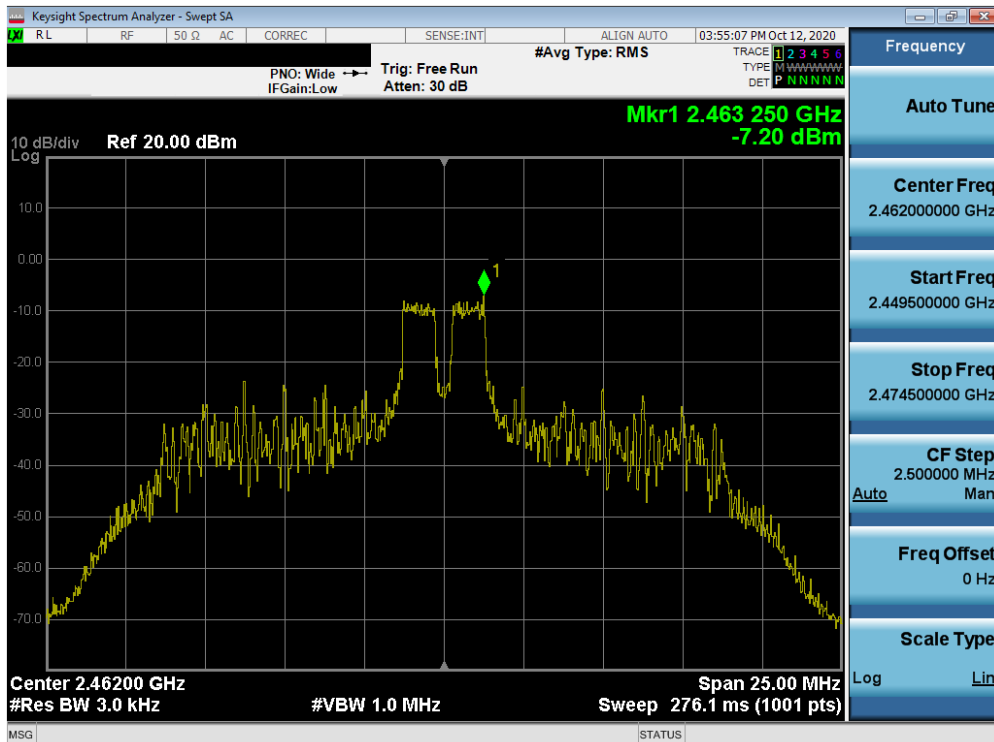 Keysight Spectrum Analyzer - Swept SA
LXI RL RF 50 Ω AC CORREC SENSE:INT ALIGN AUTO 03:55:07 PM Oct 12, 2020
#Avg Type: RMS
TRACE 1 2 3 4 5 6
TYPE M W W W W W
DET P N N N N N
PNO: Wide
IFGain:Low
Trig: Free Run
Atten: 30 dB
Mkr1 2.463 250 GHz
-7.20 dBm
10 dB/div
Log
Ref 20.00 dBm
10.0
0.00
-10.0
-20.0
-30.0
-40.0
-50.0
-60.0
-70.0
1
Center 2.46200 GHz
Span 25.00 MHz
#Res BW 3.0 kHz
#VBW 1.0 MHz
Sweep 276.1 ms (1001 pts)
MSG
STATUS
Frequency
Auto Tune
Center Freq
2.462000000 GHz
Start Freq
2.449500000 GHz
Stop Freq
2.474500000 GHz
CF Step
2.500000 MHz
Auto Man
Freq Offset
0 Hz
Scale Type
Log Lin